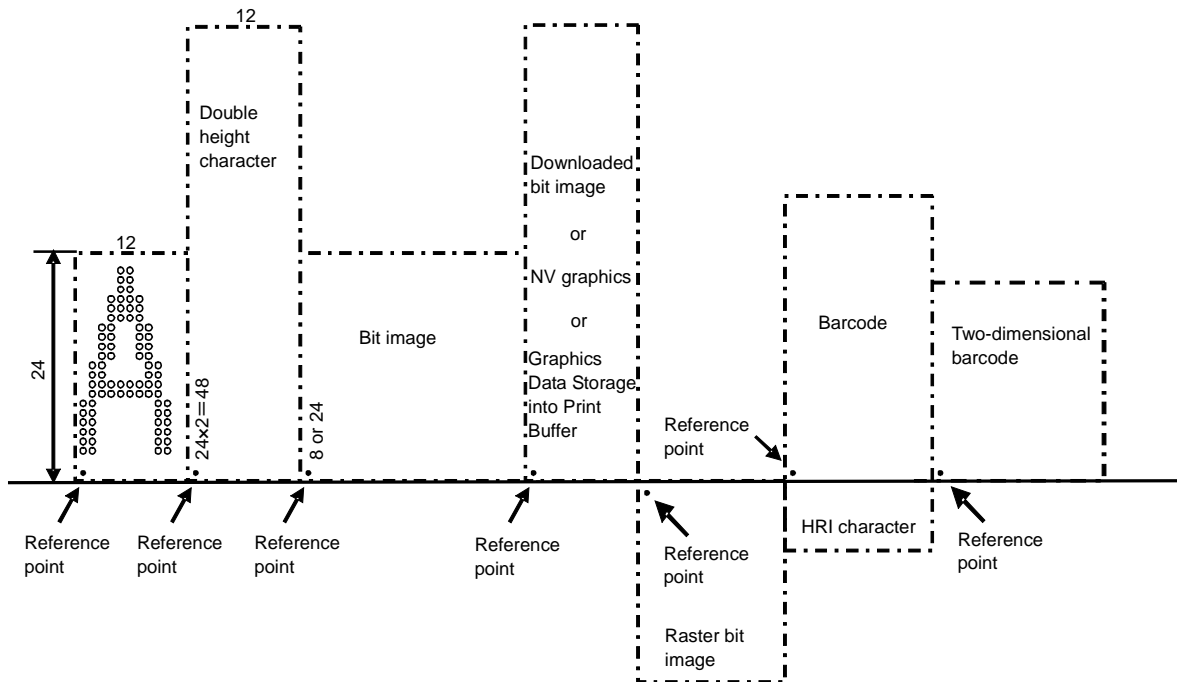 12
12
Double
height
character
Downloaded
bit image
or
NV graphics
or
Graphics
Data Storage
into Print
Buffer
24
24×2=48
8 or 24
Bit image
Barcode
Two-dimensional
barcode
Reference
point
HRI character
Reference
point
Reference
point
Reference
point
Reference
point
Reference
point
Reference
point
Raster bit
image